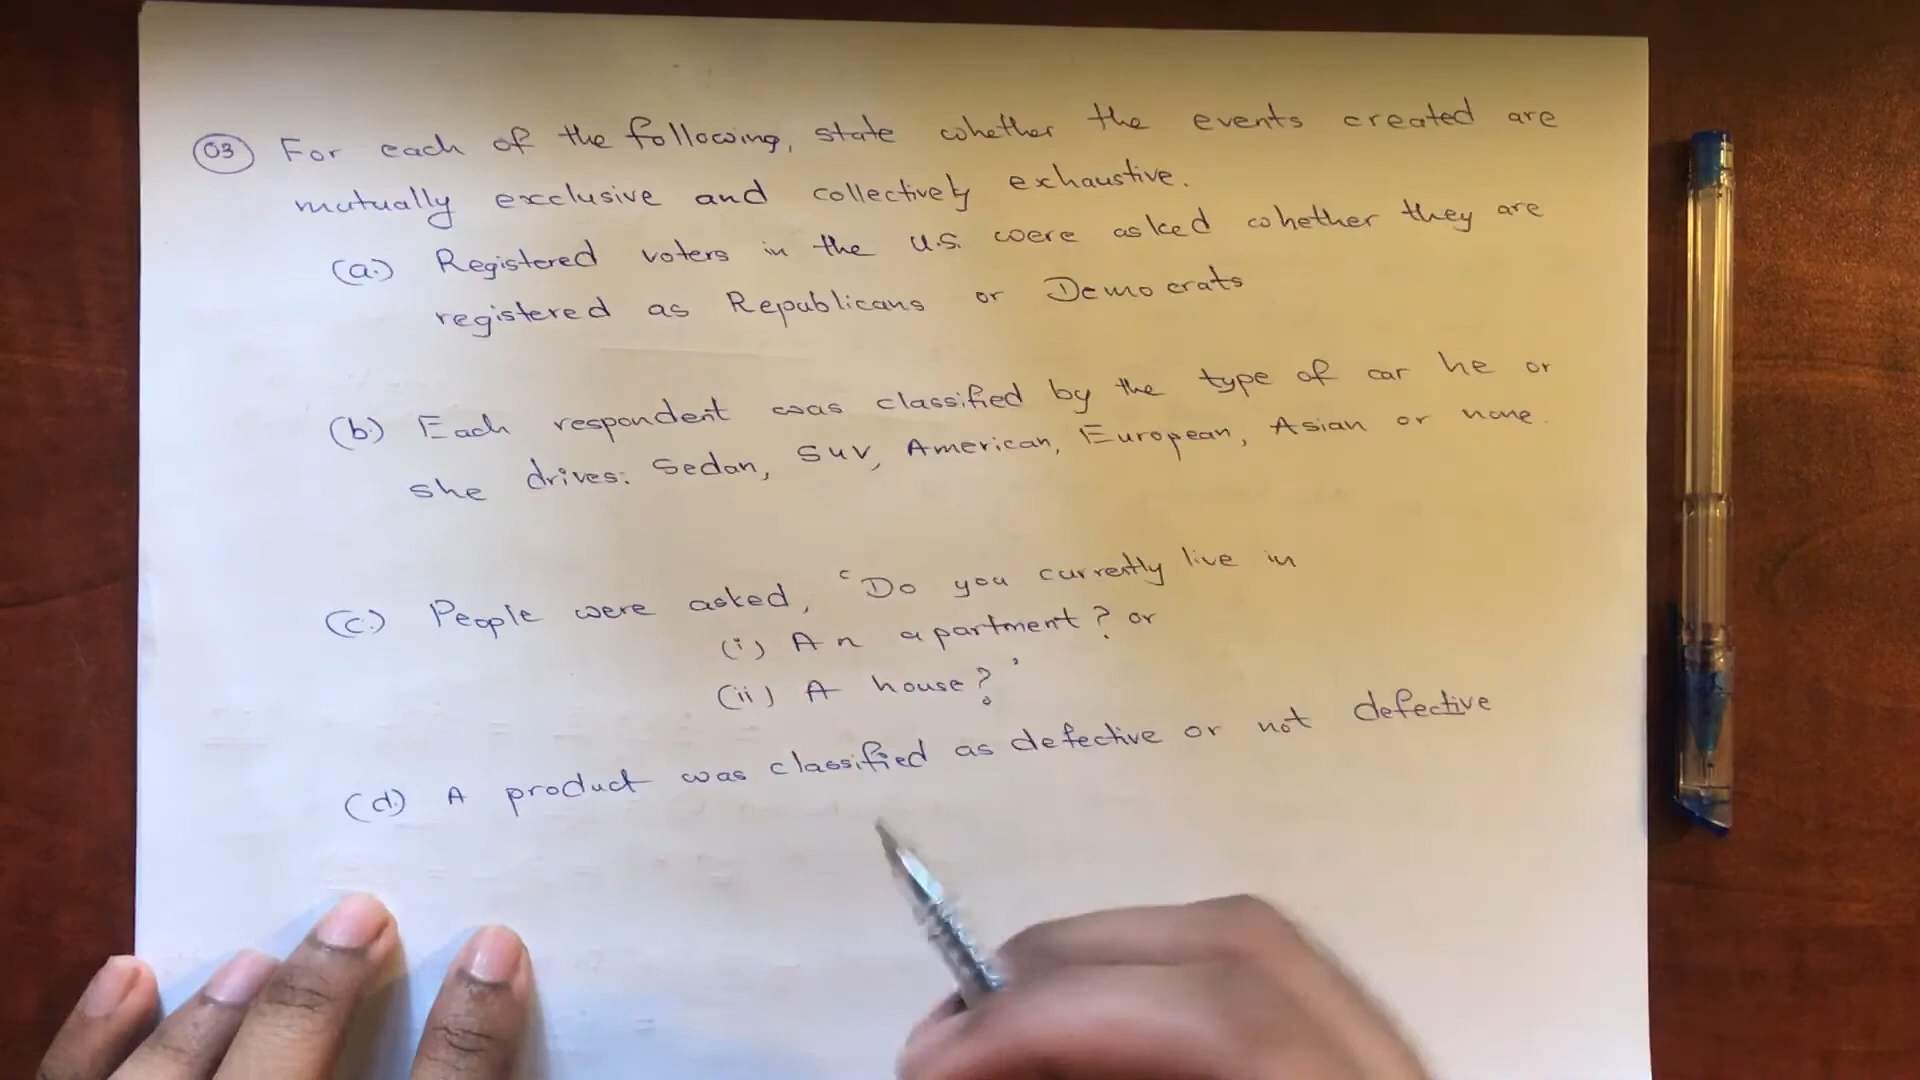 03 For each of the following, state whether the events created are
mutually exclusive and collectively exhaustive.
(a.) Registered voters in the U.S. were asked whether they are
registered as Republicans or Democrats
(b.) Each respondent was classified by the type of car he or
she drives: Sedan, SUV, American, European, Asian or none.
(c.) People were asked, 'Do you currently live in
(i) An apartment? or
(ii) A house?'
(d.) A product was classified as defective or not defective